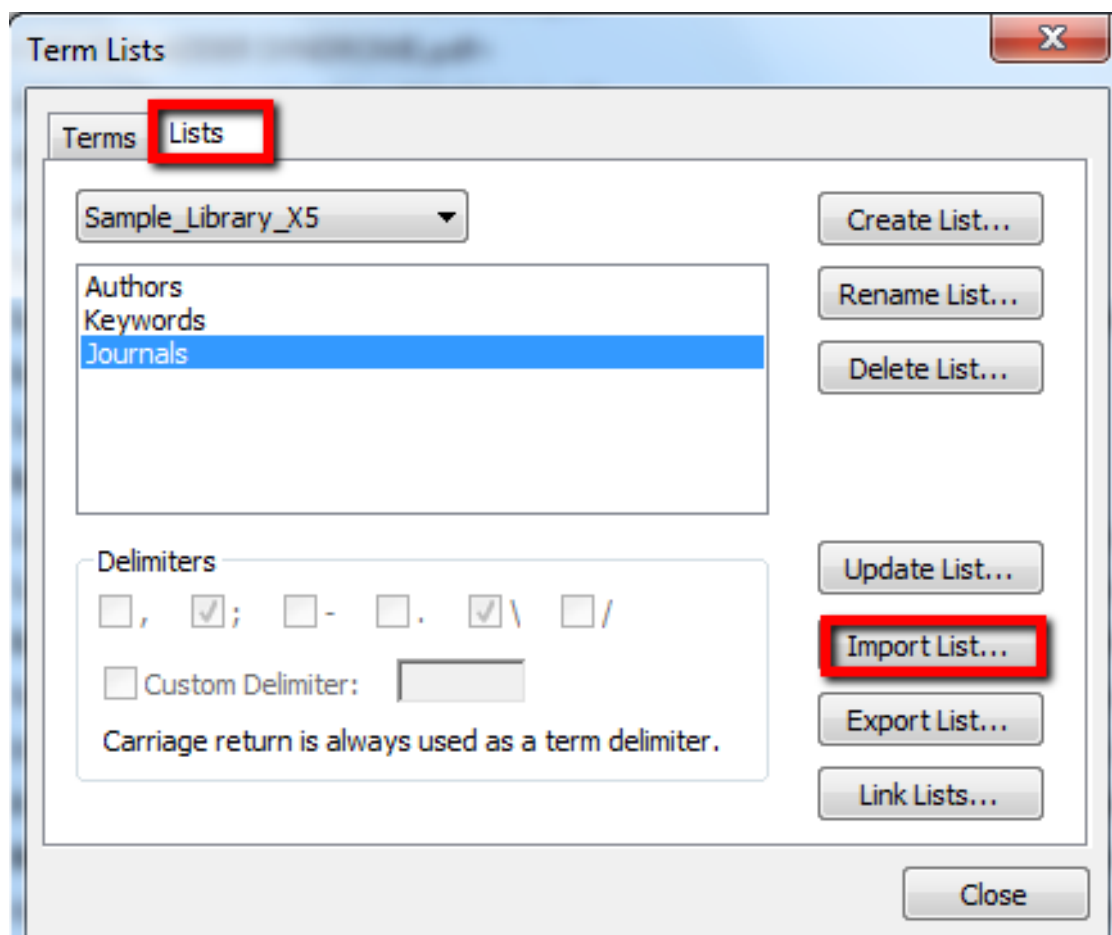 Term Lists
Terms
Lists
Sample_Library_X5
Create List...
Authors
Keywords
Journals
Rename List...
Delete List...
Delimiters
, ; - . \ /
Custom Delimiter:
Carriage return is always used as a term delimiter.
Update List...
Import List...
Export List...
Link Lists...
Close